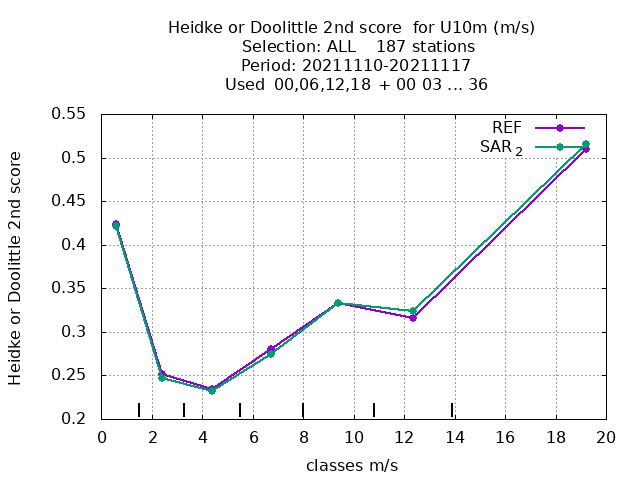 Heidke or Doolittle 2nd score  for U10m (m/s)
Selection: ALL    187 stations
Period: 20211110-20211117
Used  00,06,12,18 + 00 03 ... 36
REF
SAR 2
0.55
0.5
0.45
0.4
0.35
0.3
0.25
0.2
Heidke or Doolittle 2nd score
0 2 4 6 8 10 12 14 16 18 20
classes m/s